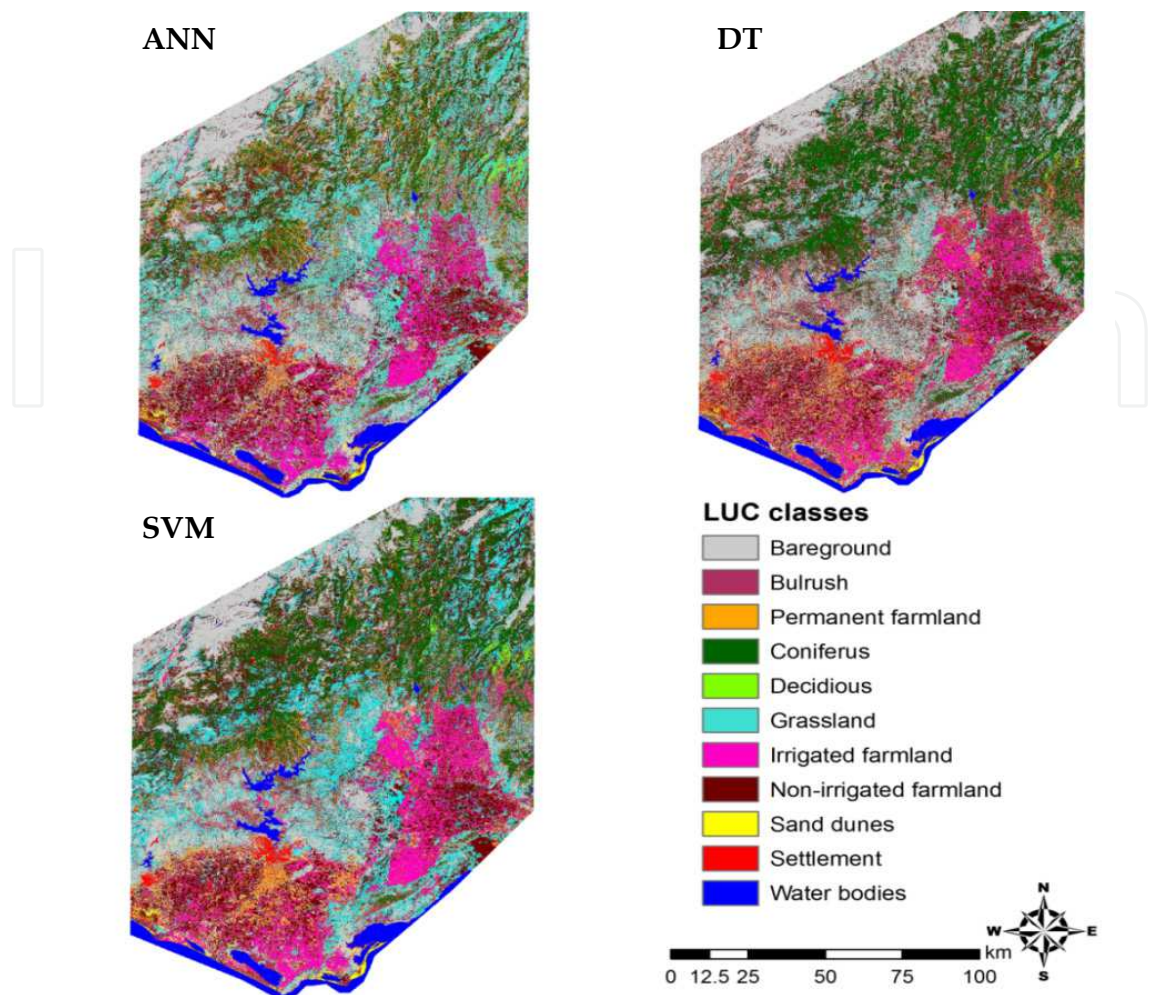 ANN
DT
SVM
LUC classes
Bareground
Bulrush
Permanent farmland
Coniferus
Decidious
Grassland
Irrigated farmland
Non-irrigated farmland
Sand dunes
Settlement
Water bodies
N
W E
S
km
0 12.5 25 50 75 100